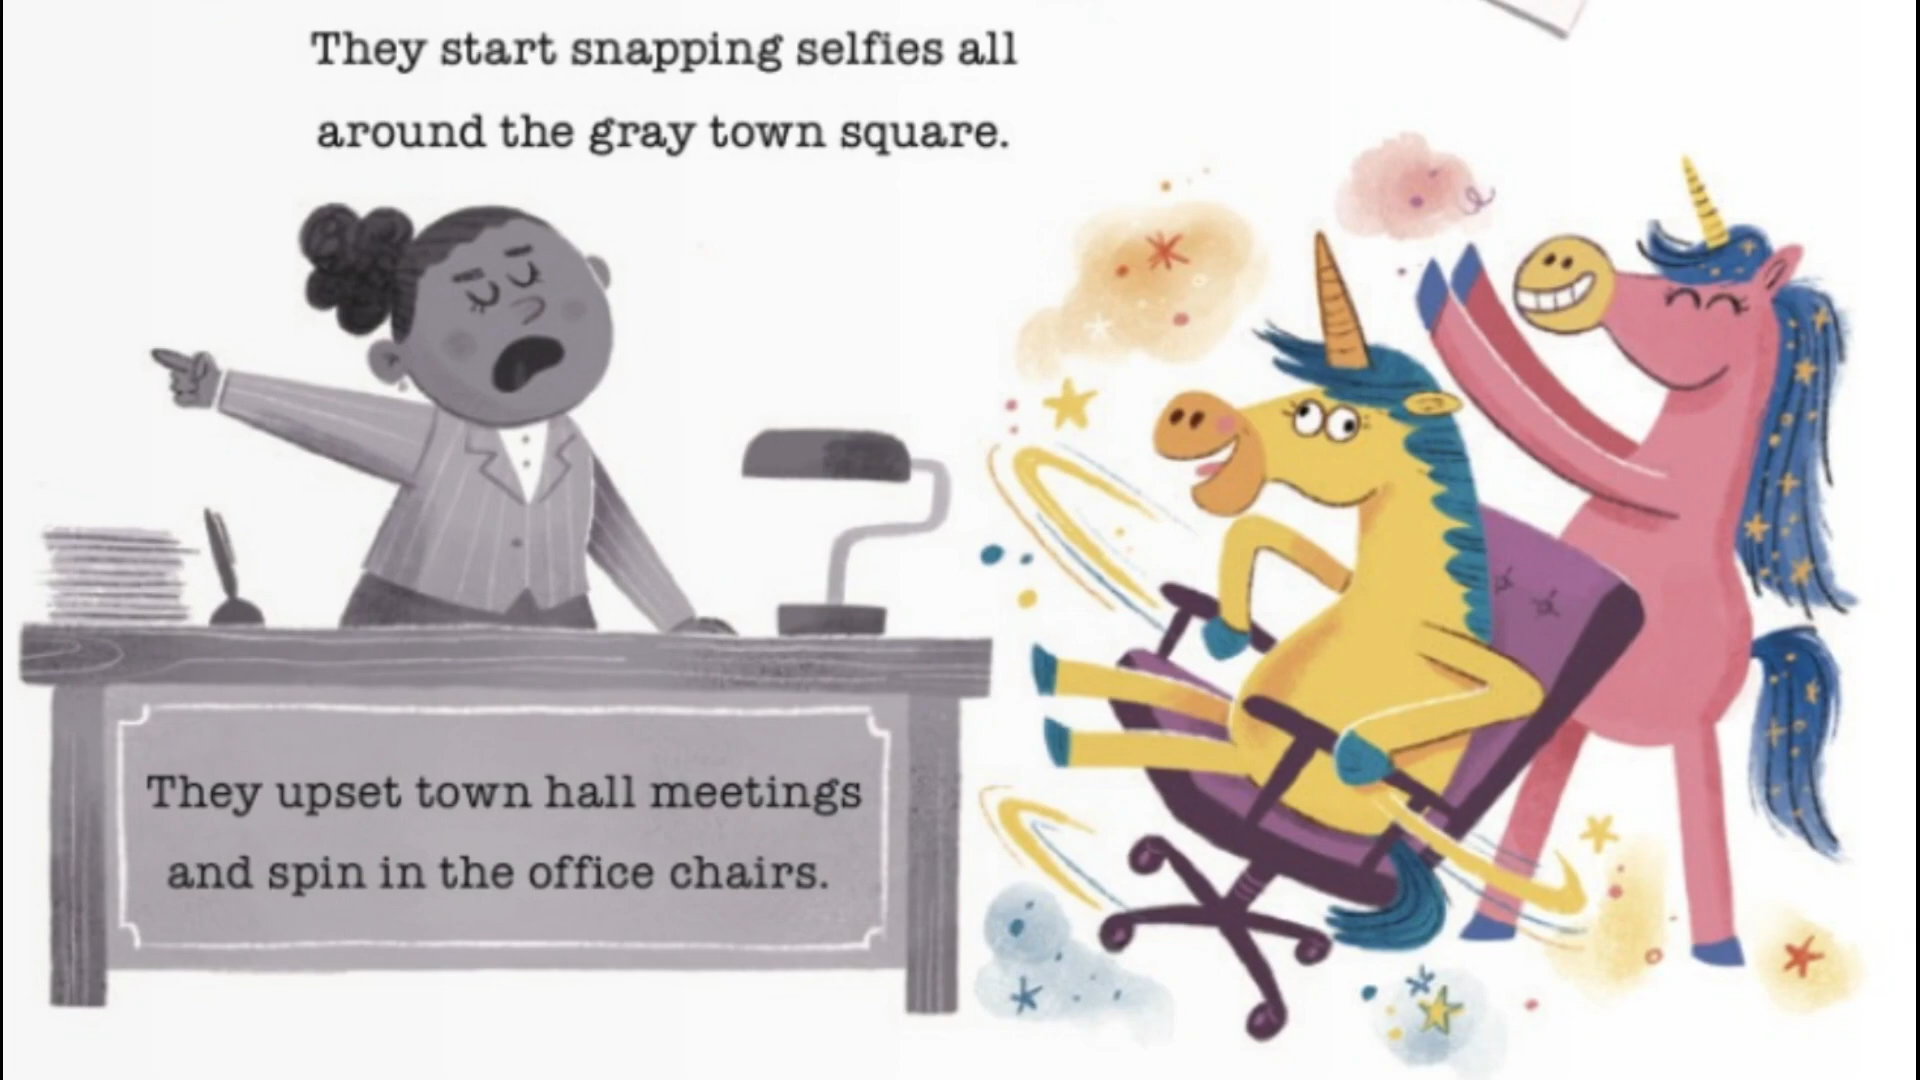 They start snapping selfies all
around the gray town square.
They upset town hall meetings
and spin in the office chairs.